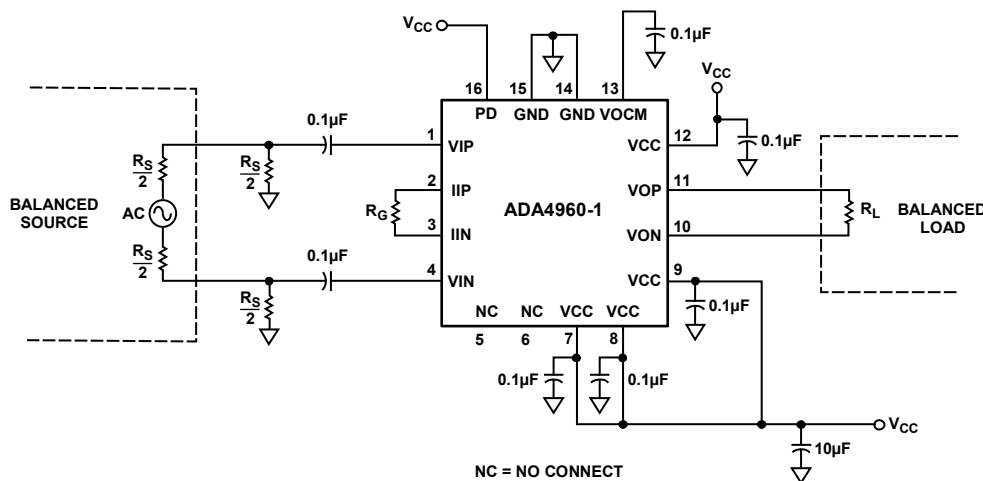 VCC
0.1µF
VCC
16 15 14 13
PD GND GND VOCM
0.1µF
1 VIP
VCC 12
0.1µF
RS/2
RS/2
2 IIP
VOP 11
BALANCED
SOURCE
AC
RG
ADA4960-1
RL
BALANCED
LOAD
3 IIN
VON 10
RS/2
0.1µF
4 VIN
VCC 9
RS/2
0.1µF
NC NC VCC VCC
5 6 7 8
0.1µF
0.1µF
VCC
10µF
NC = NO CONNECT